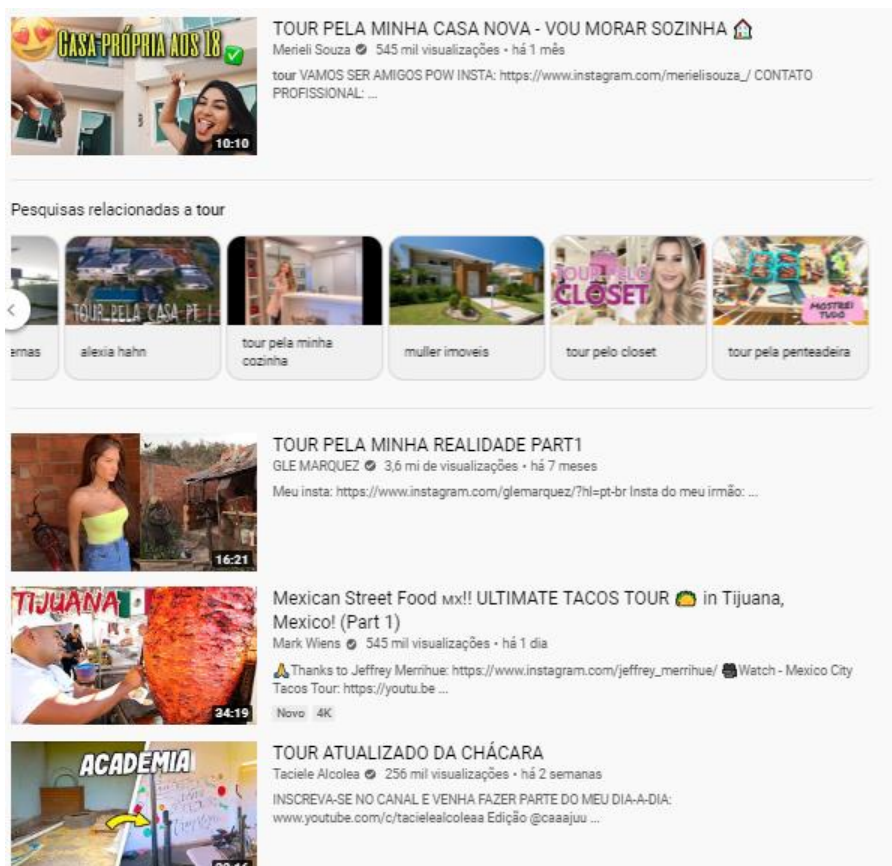 CASA PRÓPRIA AOS 18
10:10
TOUR PELA MINHA CASA NOVA - VOU MORAR SOZINHA
Merieli Souza 545 mil visualizações • há 1 mês
tour VAMOS SER AMIGOS POW INSTA: https://www.instagram.com/merielisouza_/ CONTATO
PROFISSIONAL: ...
Pesquisas relacionadas a tour
TOUR PELA CASA PT 1
TOUR PELO
CLOSET
MOSTREI
TUDO
ernas
alexia hahn
tour pela minha
cozinha
muller imoveis
tour pelo closet
tour pela penteadeira
16:21
TOUR PELA MINHA REALIDADE PART1
GLE MARQUEZ 3,6 mi de visualizações • há 7 meses
Meu insta: https://www.instagram.com/glemarquez/?hl=pt-br Insta do meu irmão: ...
TIJUANA
34:19
Mexican Street Food MX!! ULTIMATE TACOS TOUR 🌮 in Tijuana,
Mexico! (Part 1)
Mark Wiens 545 mil visualizações • há 1 dia
🙏Thanks to Jeffrey Merrihue: https://www.instagram.com/jeffrey_merrihue/ Watch - Mexico City
Tacos Tour: https://youtu.be ...
Novo 4K
ACADEMIA
TOUR ATUALIZADO DA CHÁCARA
Taciele Alcolea 256 mil visualizações • há 2 semanas
INSCREVA-SE NO CANAL E VENHA FAZER PARTE DO MEU DIA-A-DIA:
www.youtube.com/c/tacielealcoleaa Edição @caaajuu ...